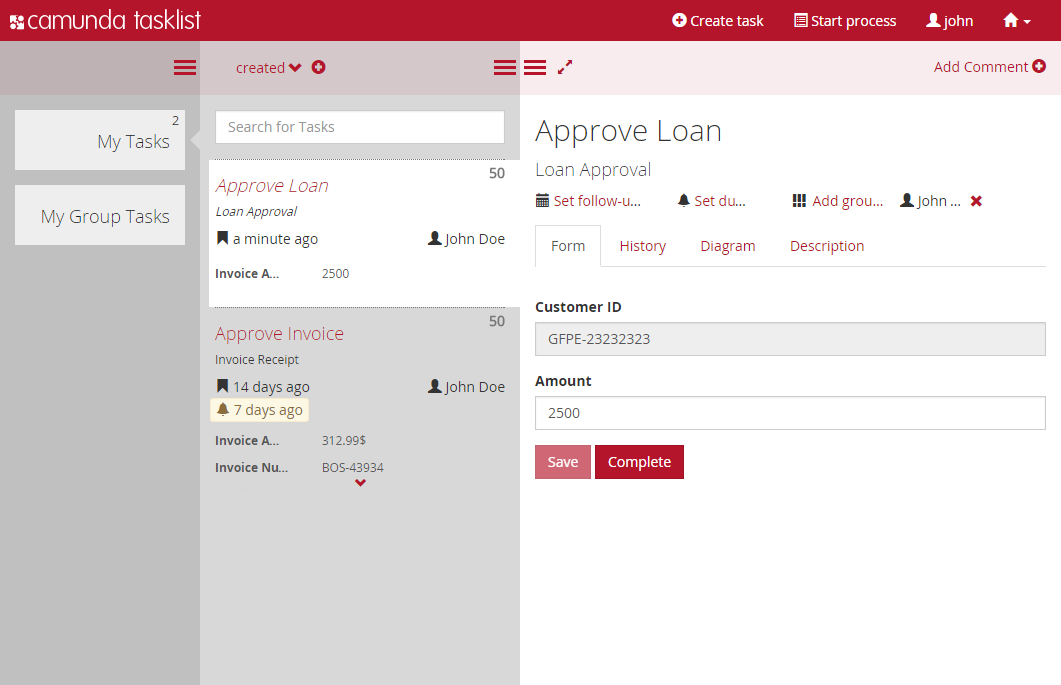 camunda tasklist
Create task
Start process
john
created
Add Comment
2
My Tasks
My Group Tasks
Search for Tasks
50
Approve Loan
Loan Approval
a minute ago
John Doe
Invoice A... 2500
50
Approve Invoice
Invoice Receipt
14 days ago
John Doe
7 days ago
Invoice A... 312.99$
Invoice Nu... BOS-43934
Approve Loan
Loan Approval
Set follow-u...
Set du...
Add grou...
John ...
Form
History
Diagram
Description
Customer ID
GFPE-23232323
Amount
2500
Save
Complete